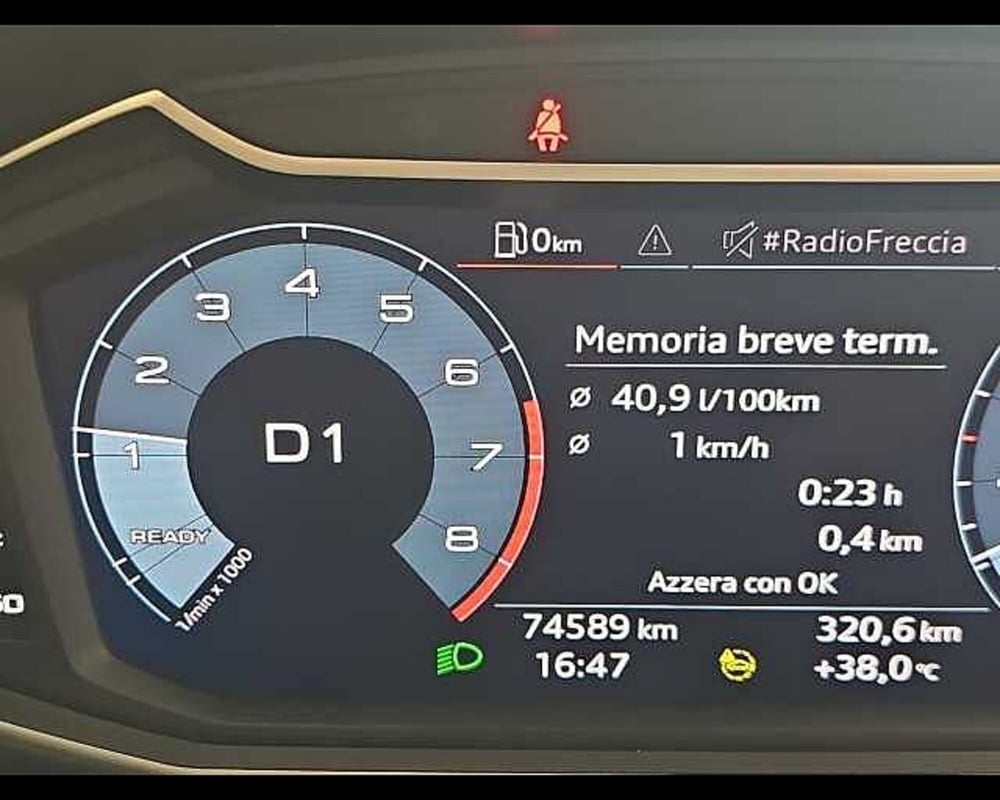 0km
#RadioFreccia
Memoria breve term.
ø 40,9 l/100km
ø 1 km/h
0:23 h
0,4 km
Azzera con OK
74589 km
320,6 km
16:47
+38,0 °C
1
2
3
4
5
6
7
8
D1
READY
1/min x 1000